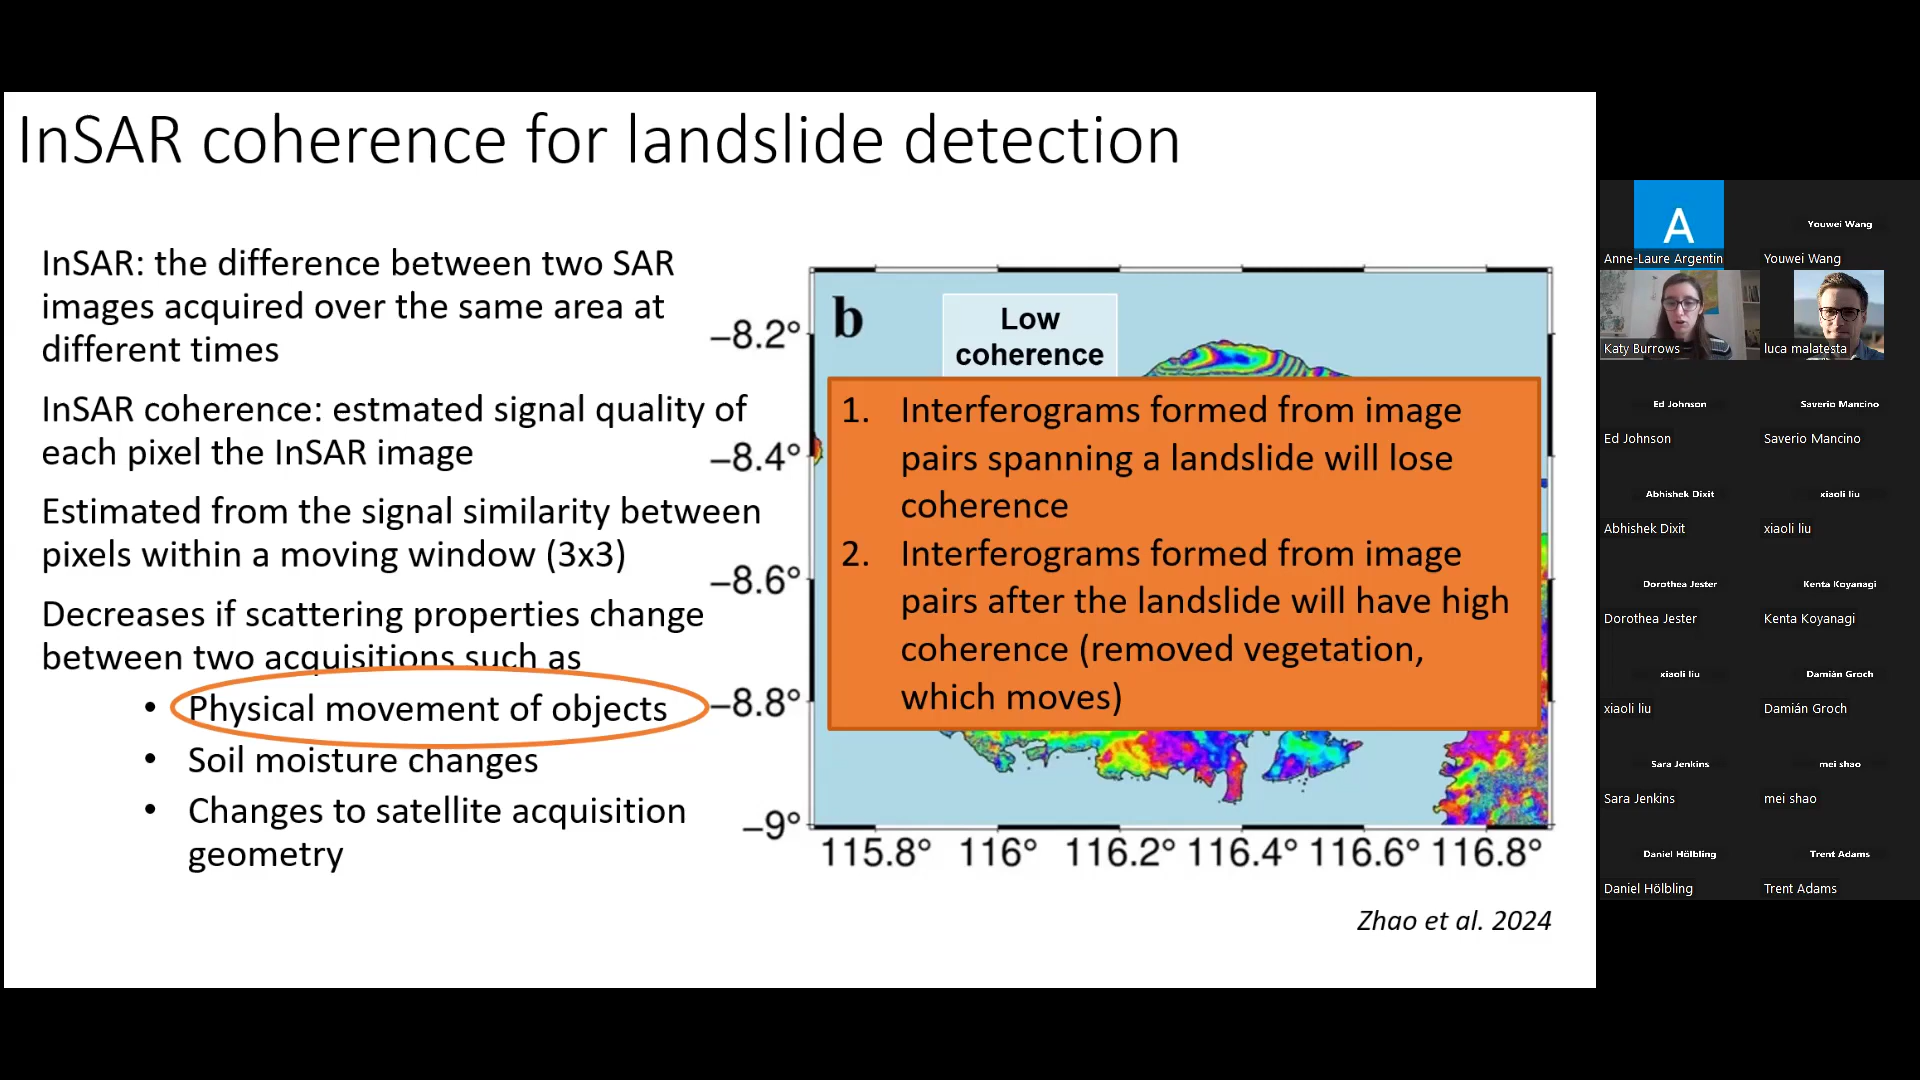 InSAR coherence for landslide detection
InSAR: the difference between two SAR
images acquired over the same area at
different times
InSAR coherence: estmated signal quality of
each pixel the InSAR image
Estimated from the signal similarity between
pixels within a moving window (3x3)
Decreases if scattering properties change
between two acquisitions such as
• Physical movement of objects
• Soil moisture changes
• Changes to satellite acquisition
geometry
b
Low
coherence
−8.2°
−8.4°
−8.6°
−8.8°
−9°
115.8° 116° 116.2° 116.4° 116.6° 116.8°
1. Interferograms formed from image
pairs spanning a landslide will lose
coherence
2. Interferograms formed from image
pairs after the landslide will have high
coherence (removed vegetation,
which moves)
Zhao et al. 2024
A
Anne-Laure Argentin
Youwei Wang
Youwei Wang
Katy Burrows
luca malatesta
Ed Johnson
Ed Johnson
Saverio Mancino
Saverio Mancino
Abhishek Dixit
Abhishek Dixit
xiaoli liu
xiaoli liu
Dorothea Jester
Dorothea Jester
Kenta Koyanagi
Kenta Koyanagi
xiaoli liu
xiaoli liu
Damián Groch
Damián Groch
Sara Jenkins
Sara Jenkins
mei shao
mei shao
Daniel Hölbling
Daniel Hölbling
Trent Adams
Trent Adams